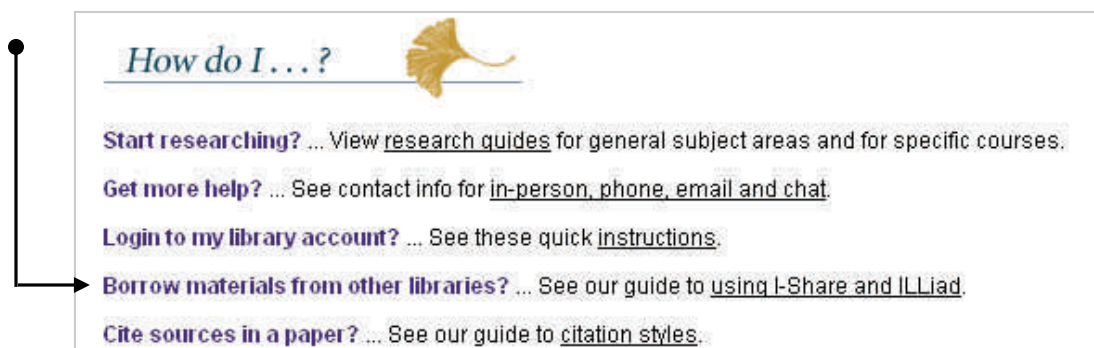 How do I . . . ?
Start researching? ... View research guides for general subject areas and for specific courses.
Get more help? ... See contact info for in-person, phone, email and chat.
Login to my library account? ... See these quick instructions.
Borrow materials from other libraries? ... See our guide to using I-Share and ILLiad.
Cite sources in a paper? ... See our guide to citation styles.